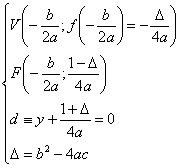 V(-b/2a; f(-b/2a) = -Δ/4a)
F(-b/2a; 1-Δ/4a)
d ≡ y + 1+Δ/4a = 0
Δ = b² - 4ac